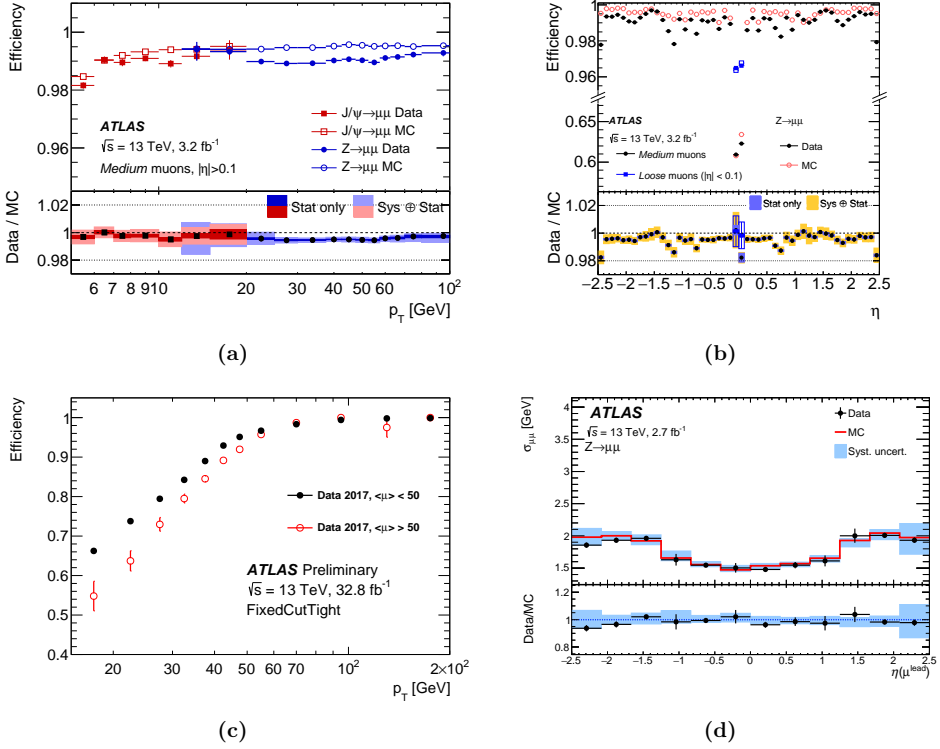 Efficiency
1
0.98
0.96
ATLAS
√s = 13 TeV, 3.2 fb⁻¹
Medium muons, |η|>0.1
J/ψ→μμ Data
J/ψ→μμ MC
Z→μμ Data
Z→μμ MC
Data / MC
1.02
1
0.98
Stat only
Sys ⊕ Stat
6 7 8 910 20 30 40 50 60 10²
p_T [GeV]
(a)
Efficiency
1
0.98
0.96
0.65
0.6
ATLAS
√s = 13 TeV, 3.2 fb⁻¹
Medium muons
Loose muons (|η| < 0.1)
Z→μμ
Data
MC
Data / MC
1.02
1
0.98
Stat only
Sys ⊕ Stat
−2.5 −2 −1.5 −1 −0.5 0 0.5 1 1.5 2 2.5
η
(b)
Efficiency
1
0.9
0.8
0.7
0.6
0.5
0.4
Data 2017, <μ> < 50
Data 2017, <μ> > 50
ATLAS Preliminary
√s = 13 TeV, 32.8 fb⁻¹
FixedCutTight
20 30 40 50 60 70 10² 2×10²
p_T [GeV]
(c)
σ_μμ [GeV]
4
3.5
3
2.5
2
1.5
ATLAS
√s = 13 TeV, 2.7 fb⁻¹
Z→μμ
Data
MC
Syst. uncert.
Data/MC
1.2
1
0.8
−2.5 −2 −1.5 −1 −0.5 0 0.5 1 1.5 2 2.5
η(μ^lead)
(d)